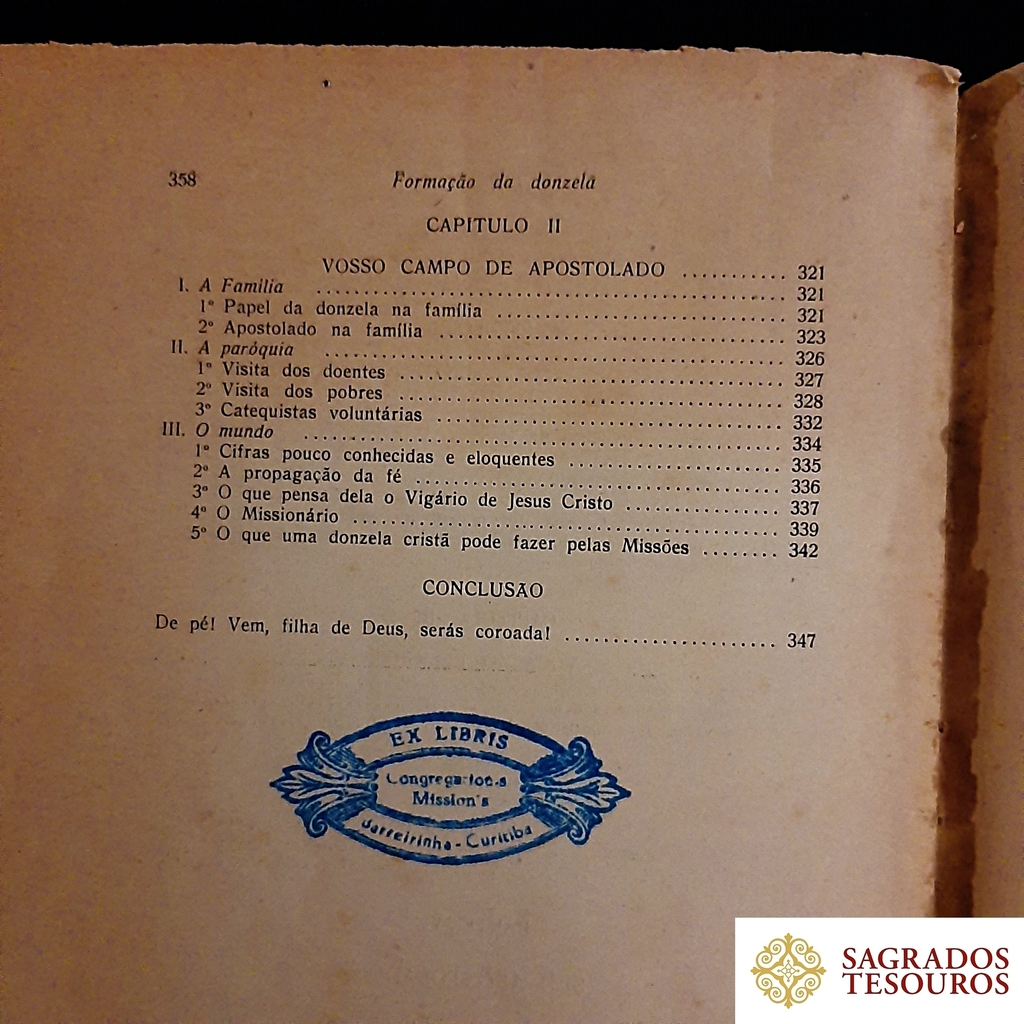 358 Formação da donzela
CAPITULO II
VOSSO CAMPO DE APOSTOLADO ........... 321
I. A Família ........... 321
1º Papel da donzela na família ........... 321
2º Apostolado na família ........... 323
II. A paróquia ........... 326
1º Visita dos doentes ........... 327
2º Visita dos pobres ........... 328
3º Catequistas voluntárias ........... 332
III. O mundo ........... 334
1º Cifras pouco conhecidas e eloquentes ........... 335
2º A propagação da fé ........... 336
3º O que pensa dela o Vigário de Jesus Cristo ........... 337
4º O Missionário ........... 339
5º O que uma donzela cristã pode fazer pelas Missões ........ 342
CONCLUSAO
De pé! Vem, filha de Deus, serás coroada! ........... 347
EX LIBRIS
Mission's
Barreirinha - Curitiba
SAGRADOS
TESOUROS